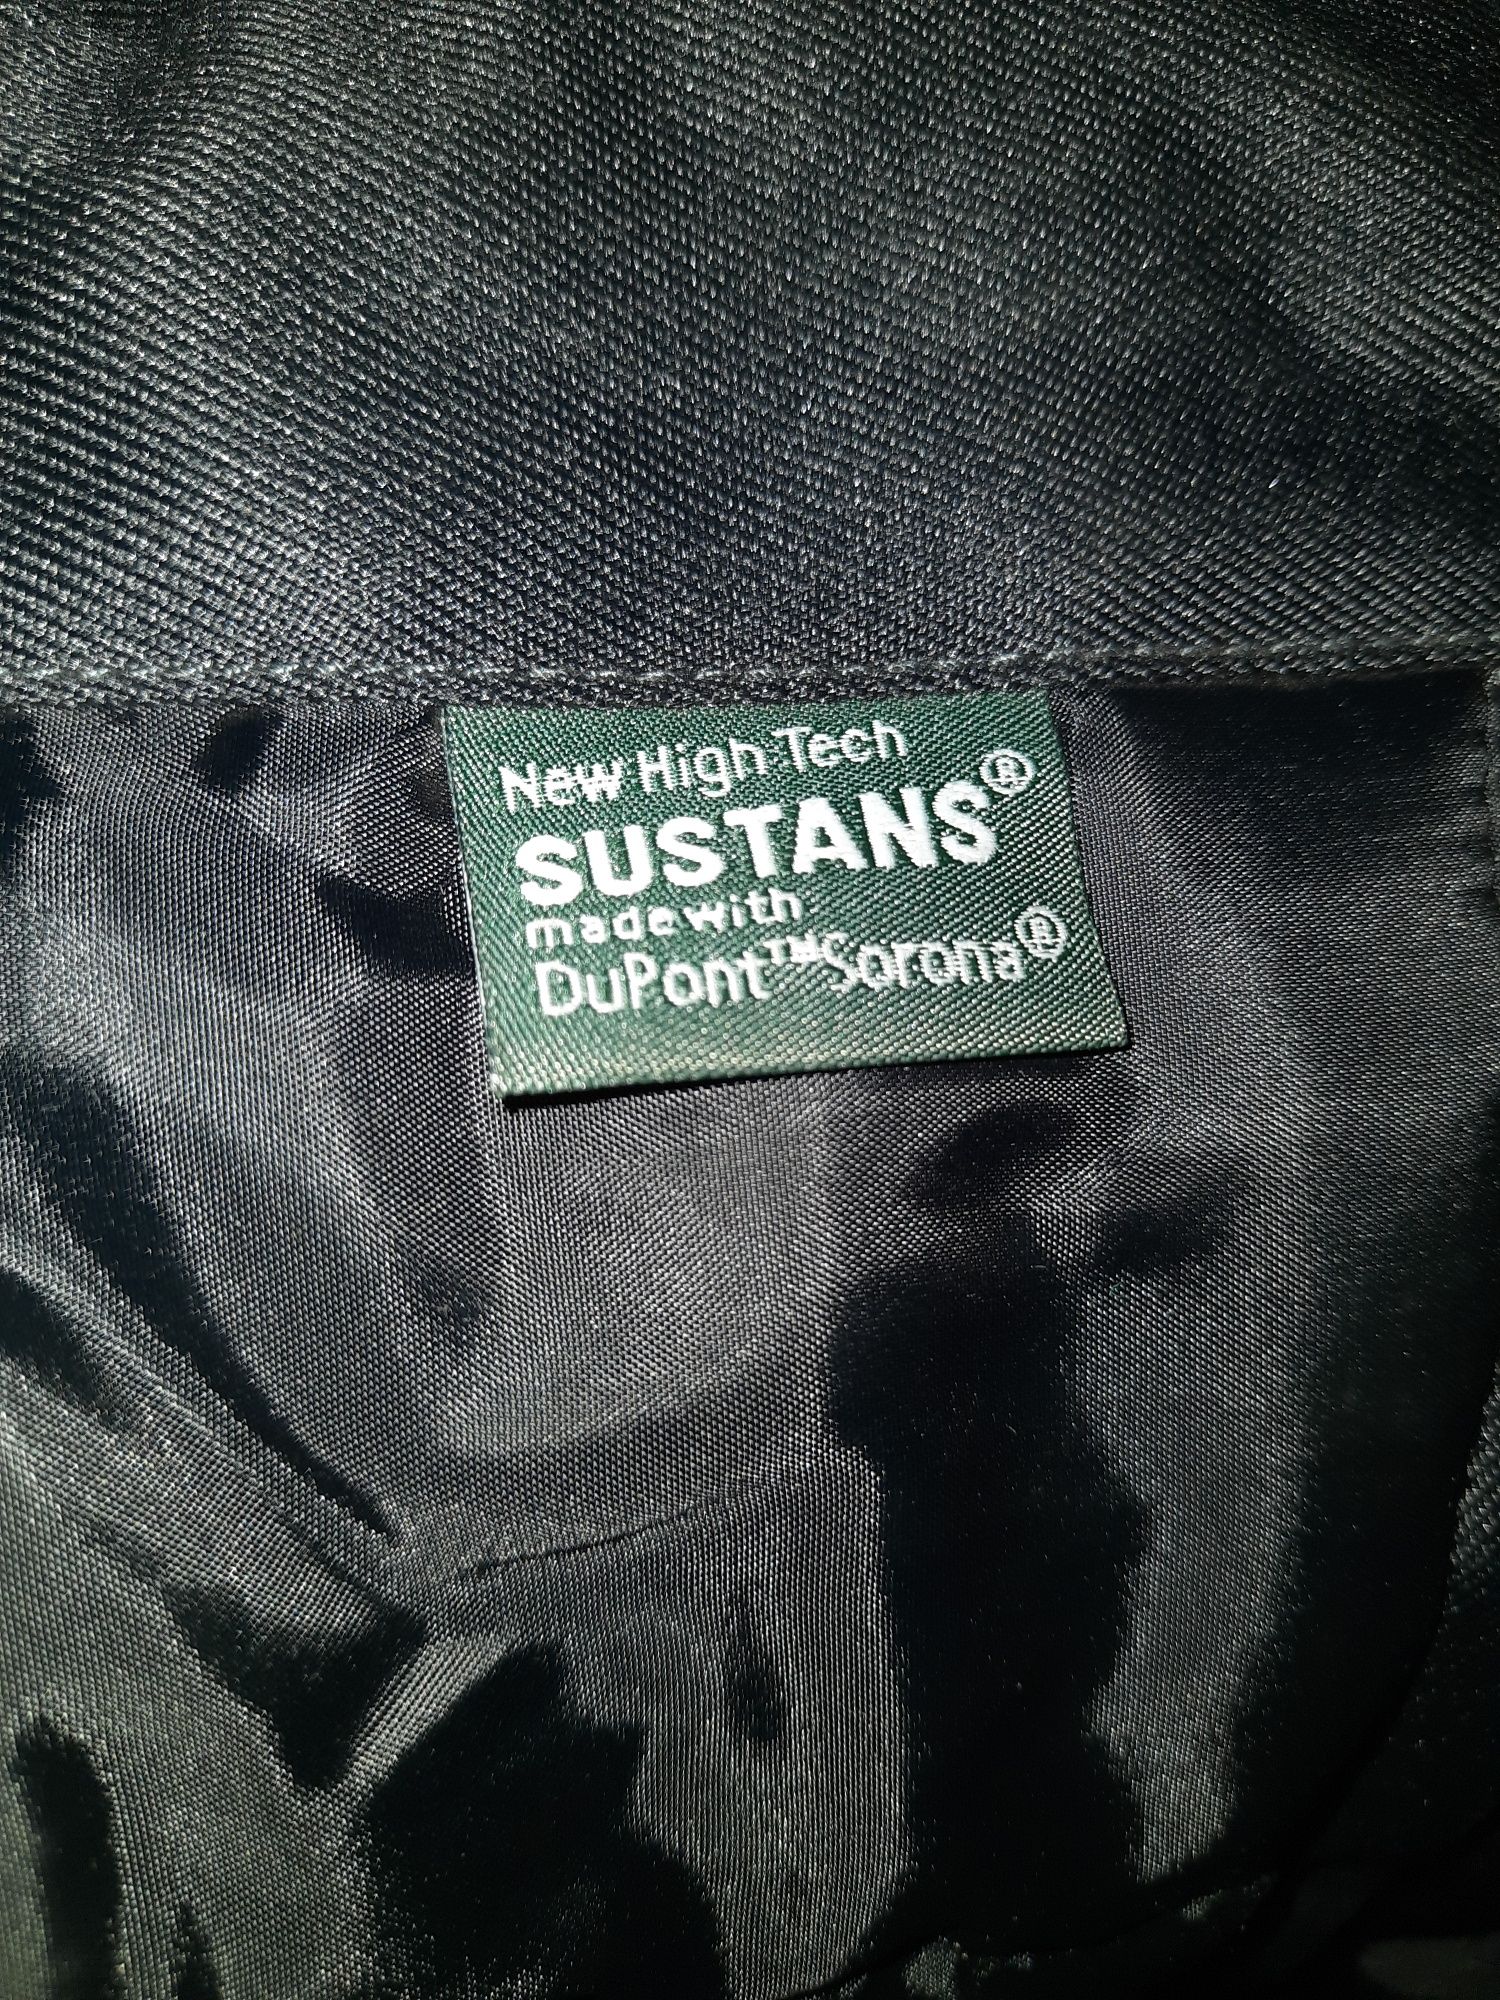 New High Tech
SUSTANS®
made with
DuPont™ Sorona®